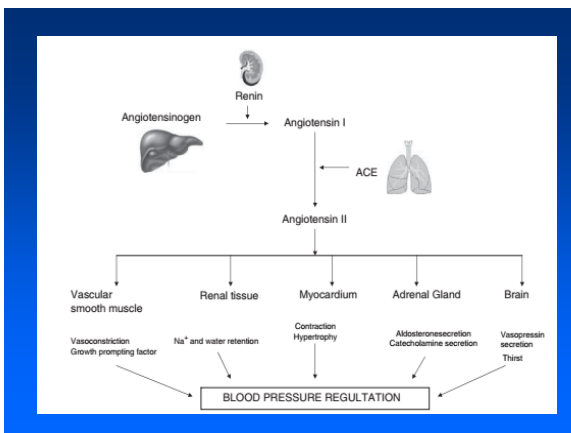 Renin
Angiotensinogen
Angiotensin I
ACE
Angiotensin II
Vascular
smooth muscle
Renal tissue
Myocardium
Adrenal Gland
Brain
Vasoconstriction
Growth prompting factor
Na⁺ and water retention
Contraction
Hypertrophy
Aldosteronesecretion
Catecholamine secretion
Vasopressin
secretion
Thirst
BLOOD PRESSURE REGULTATION